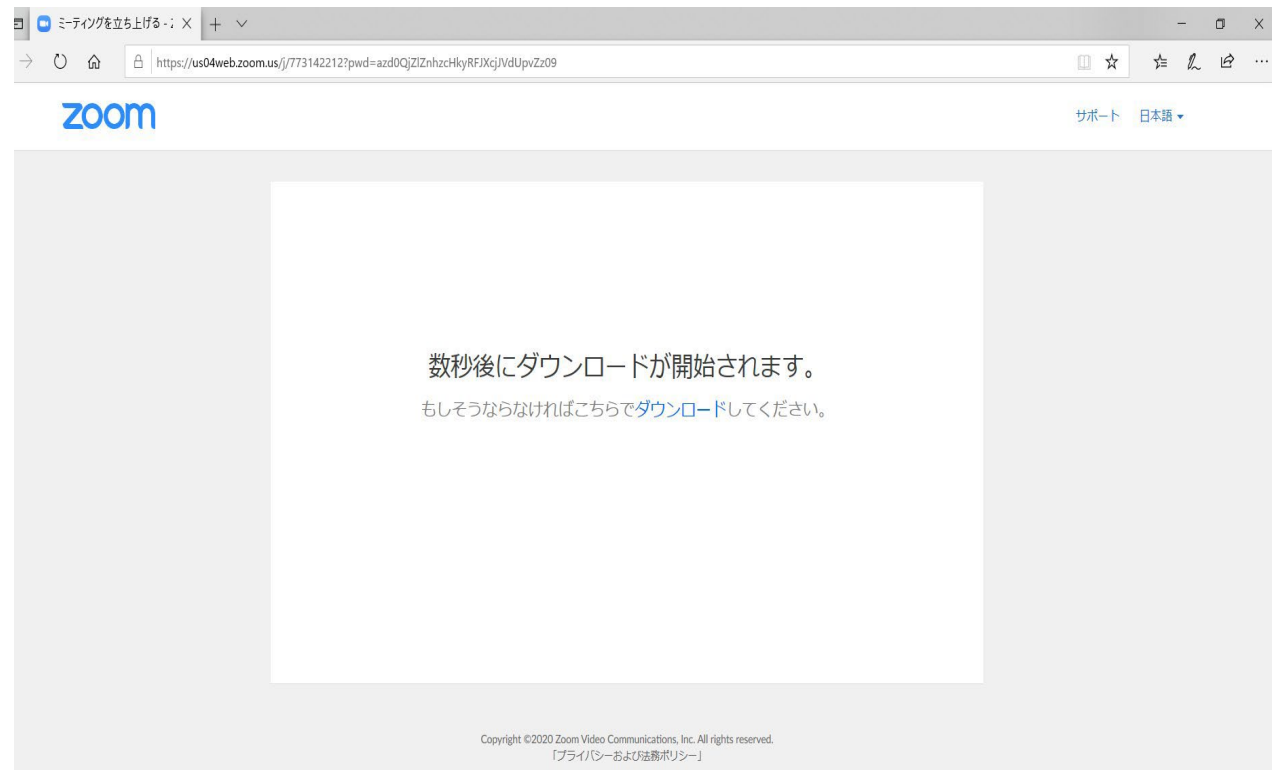 ミーティングを立ち上げる - Z
https://us04web.zoom.us/j/773142212?pwd=azd0QjZlZnhzcHkyRFJXcjJVdUpvZz09
zoom
サポート 日本語
数秒後にダウンロードが開始されます。
もしそうならなければこちらでダウンロードしてください。
Copyright ©2020 Zoom Video Communications, Inc. All rights reserved.
「プライバシーおよび法務ポリシー」